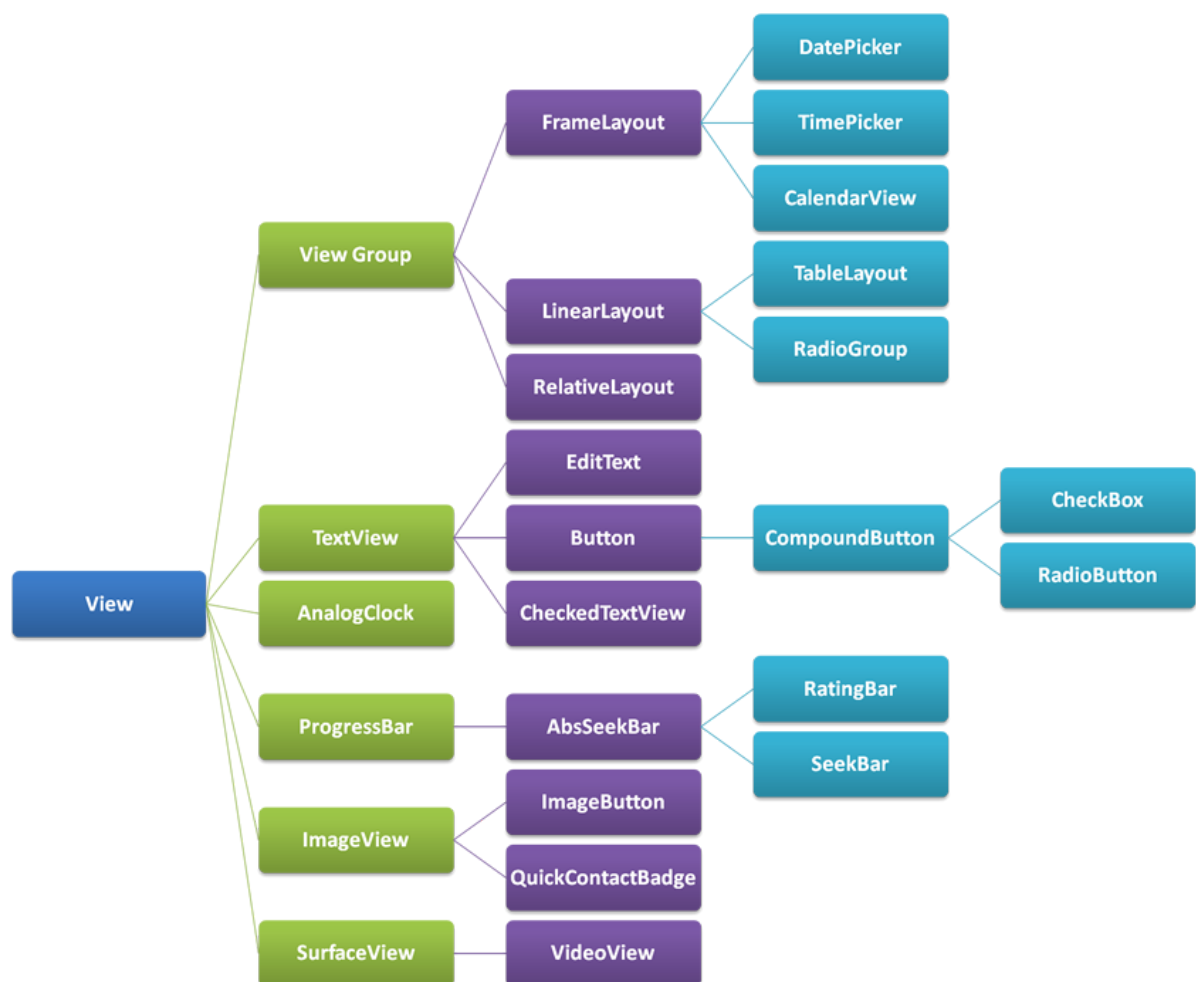 DatePicker
FrameLayout
TimePicker
CalendarView
View Group
TableLayout
LinearLayout
RadioGroup
RelativeLayout
EditText
CheckBox
TextView
Button
CompoundButton
RadioButton
View
AnalogClock
CheckedTextView
RatingBar
ProgressBar
AbsSeekBar
SeekBar
ImageButton
ImageView
QuickContactBadge
SurfaceView
VideoView